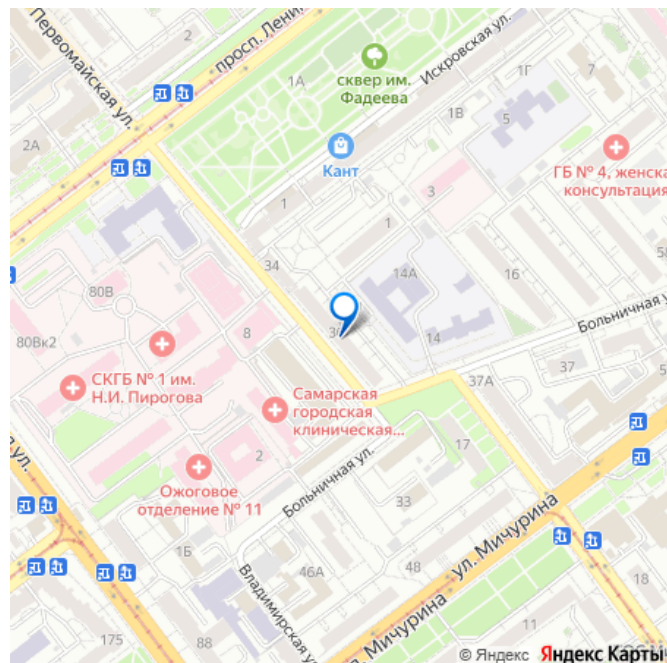 Первомайская ул.
2
просп. Лени
1А
сквер им.
Фадеева
Искровская ул.
1Г
7
2А
1В
5
Кант
ГБ № 4, женска
консультация
3
1
1
34
14А
16
80В
8
14
Больничная у
80Вк2
СКГБ № 1 им.
Н.И. Пирогова
37А
37
Самарская
городская
клиническая...
2
17
Ожоговое
отделение № 11
Больничная ул.
33
ул. Мичурина
1Б
46А
48
Владимирская ул
18
175
88
ул. Мичурина
© Яндекс Яндекс Карты